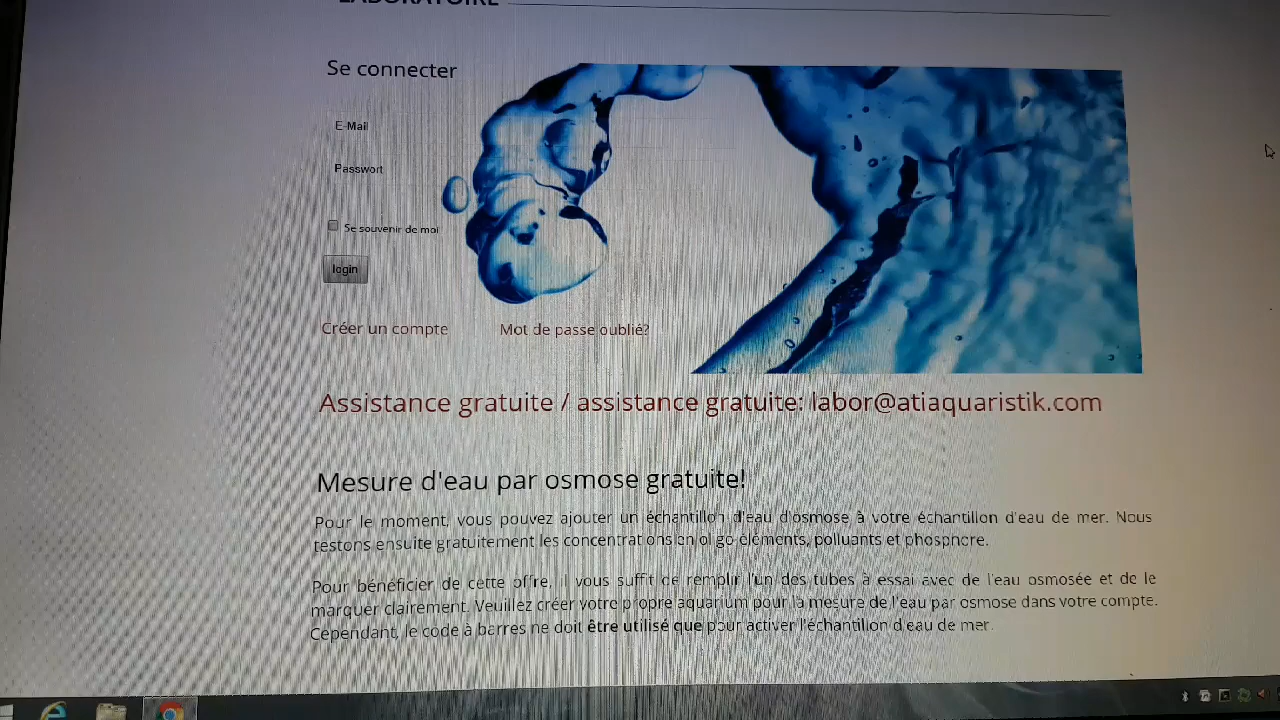 LABORATOIRE
Se connecter
E-Mail
Passwort
Se souvenir de moi
login
Créer un compte
Mot de passe oublié?
Assistance gratuite / assistance gratuite: labor@atiaquaristik.com
Mesure d'eau par osmose gratuite!
Pour le moment, vous pouvez ajouter un échantillon d'eau d'osmose à votre échantillon d'eau de mer. Nous
testons ensuite gratuitement les concentrations en oligo-éléments, polluants et phosphore.
Pour bénéficier de cette offre, il vous suffit de remplir l'un des tubes à essai avec de l'eau osmosée et de le
marquer clairement. Veuillez créer votre propre aquarium pour la mesure de l'eau par osmose dans votre compte.
Cependant, le code à barres ne doit être utilisé que pour activer l'échantillon d'eau de mer.